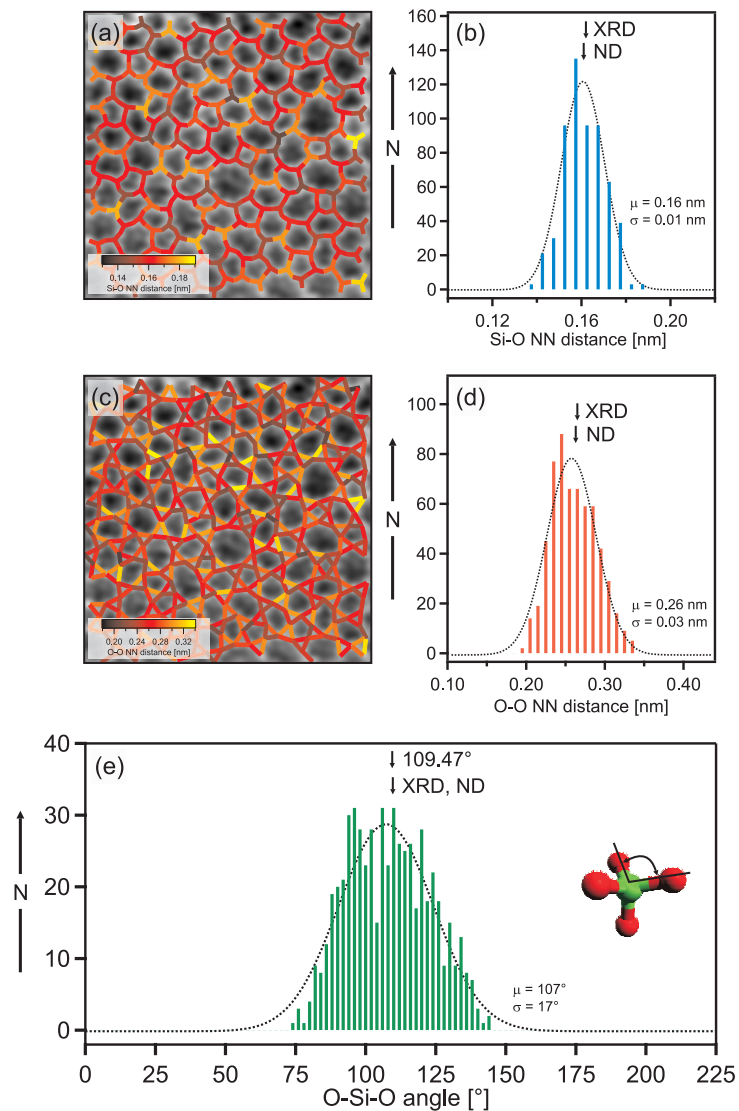 (a)
0.14 0.16 0.18
Si-O NN distance [nm]
(b)
XRD
ND
160
140
120
100
80
60
40
20
0
N
μ = 0.16 nm
σ = 0.01 nm
0.12 0.16 0.20
Si-O NN distance [nm]
(c)
0.20 0.24 0.28 0.32
O-O NN distance [nm]
(d)
XRD
ND
100
80
60
40
20
0
N
μ = 0.26 nm
σ = 0.03 nm
0.10 0.20 0.30 0.40
O-O NN distance [nm]
(e)
109.47°
XRD, ND
40
30
20
10
0
N
μ = 107°
σ = 17°
0 25 50 75 100 125 150 175 200 225
O-Si-O angle [°]